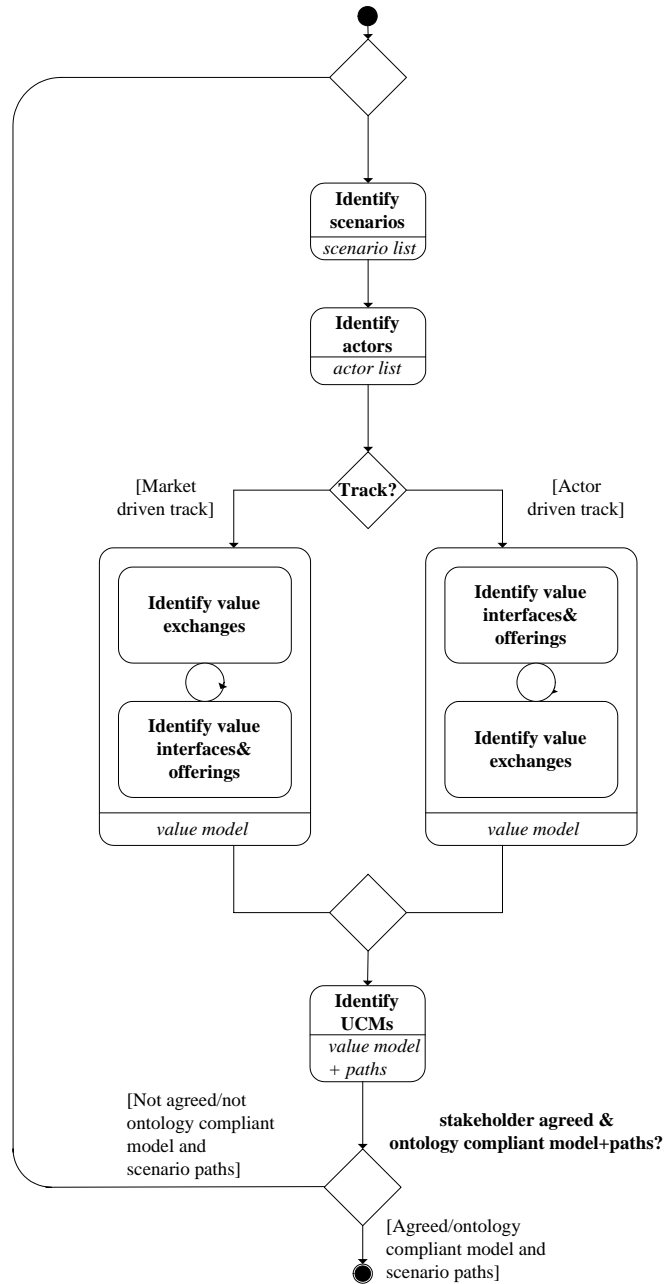 Identify
scenarios
scenario list
Identify
actors
actor list
Track?
[Market
driven track]
[Actor
driven track]
Identify value
exchanges
Identify value
interfaces&
offerings
value model
Identify value
interfaces&
offerings
Identify value
exchanges
value model
Identify
UCMs
value model
+ paths
[Not agreed/not
ontology compliant
model and
scenario paths]
stakeholder agreed &
ontology compliant model+paths?
[Agreed/ontology
compliant model and
scenario paths]